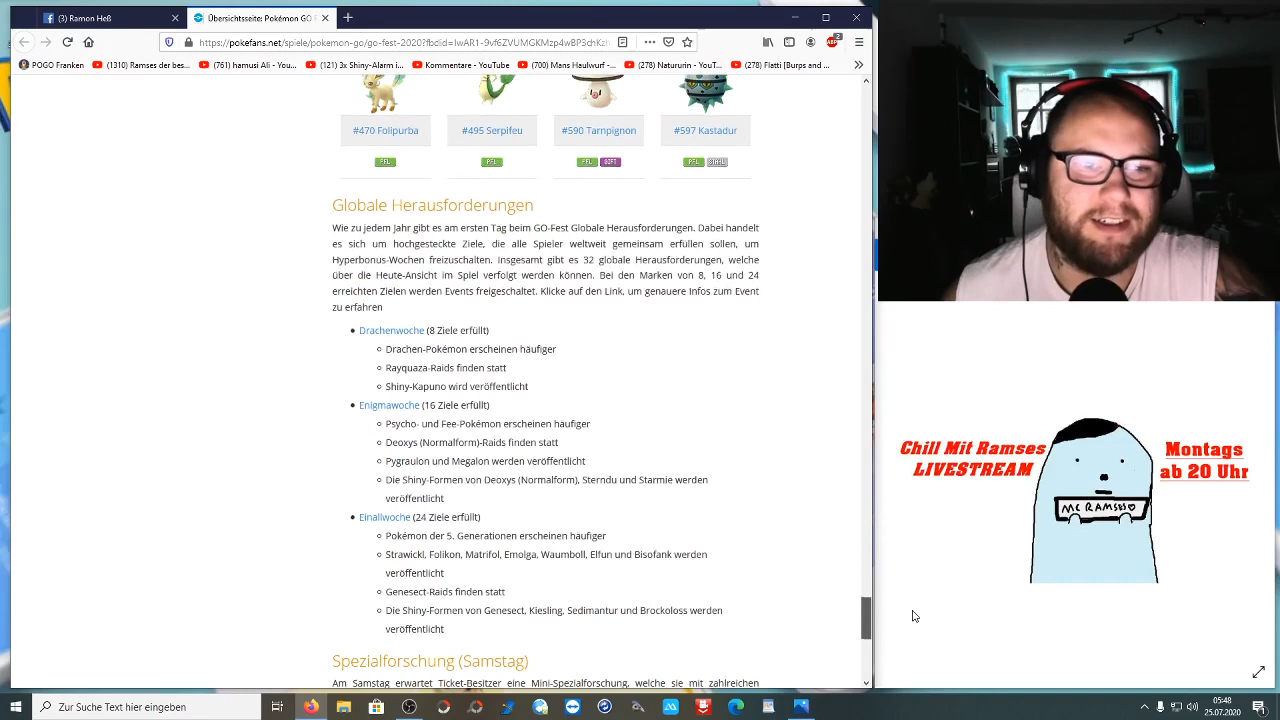 (3) Ramon Heß
Übersichtsseite: Pokémon GO F
https://pokefans.net/spiele/pokemon-go/go-fest-2020?fbclid=IwAR1-9vf6ZVUMGKMzp4wBP3chKzH
2
POGO Franken
(1310) Ramses der bes...
(761) hamusi Ali - You...
(121) 3x Shiny-Alarm i...
Kommentare - YouTube
(700) Mans Haulwurf - ...
(278) Natururin - YouT...
(278) Flatti [Burps and ...
#470 Folipurba
#495 Serpifeu
#590 Tarnpignon
#597 Kastadur
PFL
PFL
PFL GIFT
PFL STAHL
Globale Herausforderungen
Wie zu jedem Jahr gibt es am ersten Tag beim GO-Fest Globale Herausforderungen. Dabei handelt
es sich um hochgesteckte Ziele, die alle Spieler weltweit gemeinsam erfüllen sollen, um
Hyperbonus-Wochen freizuschalten. Insgesamt gibt es 32 globale Herausforderungen, welche
über die Heute-Ansicht im Spiel verfolgt werden können. Bei den Marken von 8, 16 und 24
erreichten Zielen werden Events freigeschaltet. Klicke auf den Link, um genauere Infos zum Event
zu erfahren
Drachenwoche (8 Ziele erfüllt)
Drachen-Pokémon erscheinen häufiger
Rayquaza-Raids finden statt
Shiny-Kapuno wird veröffentlicht
Enigmawoche (16 Ziele erfüllt)
Psycho- und Fee-Pokémon erscheinen häufiger
Deoxys (Normalform)-Raids finden statt
Pygraulon und Megalon werden veröffentlicht
Die Shiny-Formen von Deoxys (Normalform), Sterndu und Starmie werden
veröffentlicht
Einallwoche (24 Ziele erfüllt)
Pokémon der 5. Generationen erscheinen häufiger
Strawickl, Folikon, Matrifol, Emolga, Waumboll, Elfun und Bisofank werden
veröffentlicht
Genesect-Raids finden statt
Die Shiny-Formen von Genesect, Kiesling, Sedimantur und Brockoloss werden
veröffentlicht
Spezialforschung (Samstag)
Am Samstag erwartet Ticket-Besitzer eine Mini-Spezialforschung, welche sie mit zahlreichen
Chill Mit Ramses
LIVESTREAM
Montags
ab 20 Uhr
MC RAMSES
Zur Suche Text hier eingeben
05:48
25.07.2020